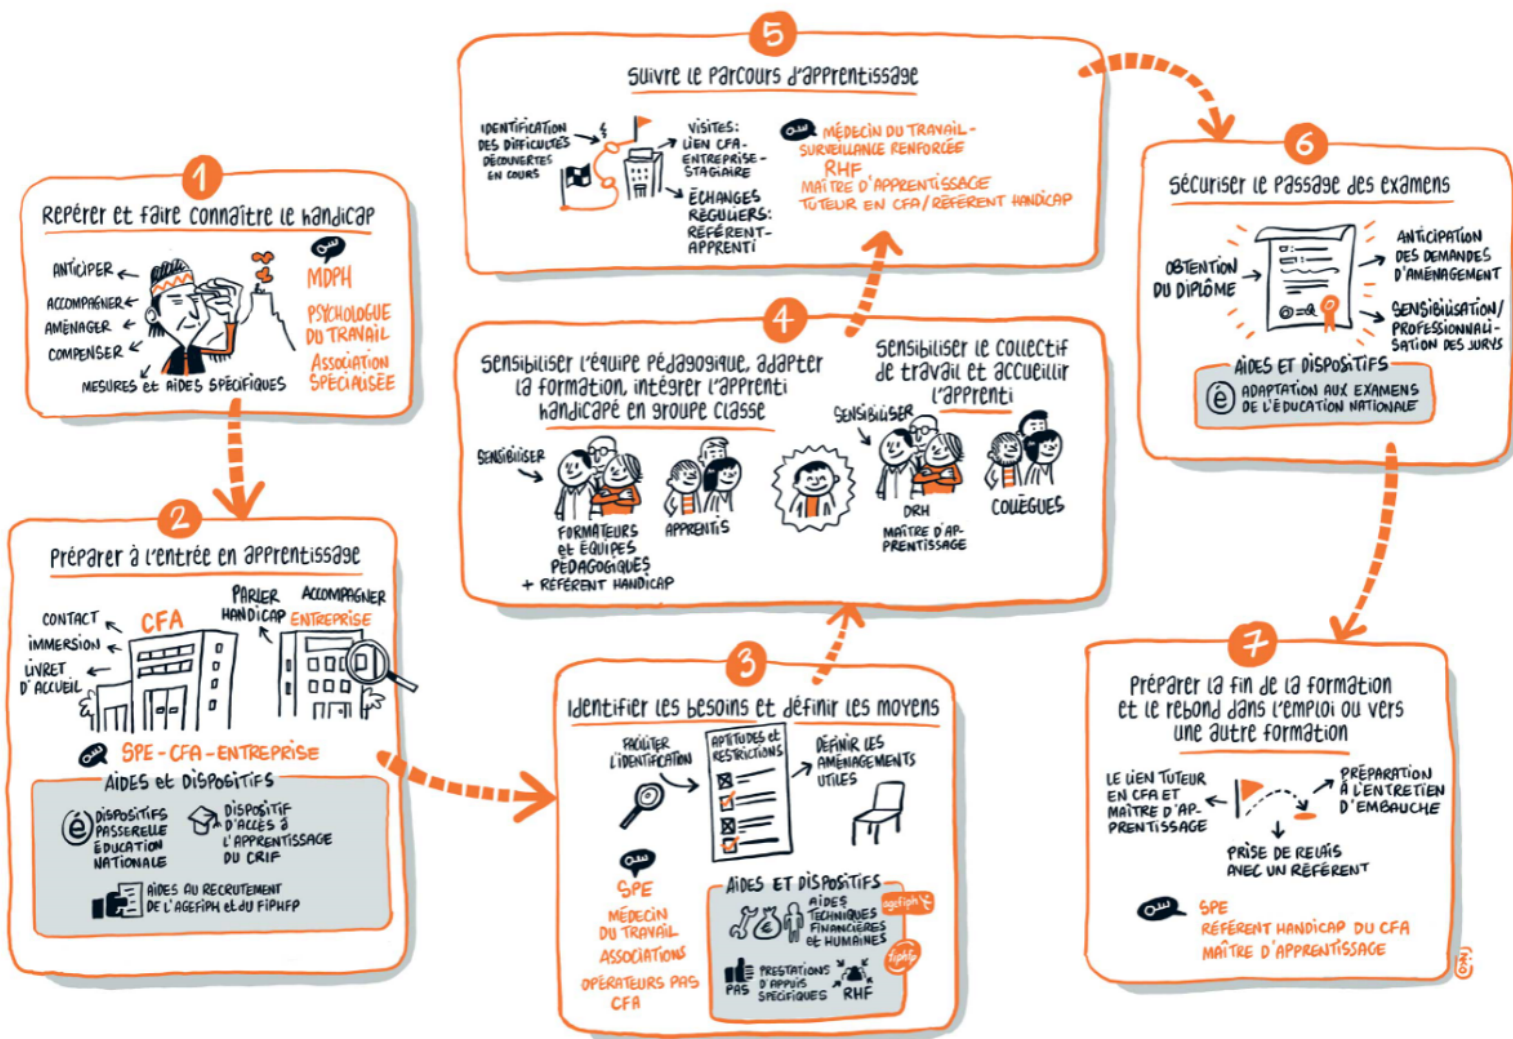 1
Repérer et faire connaître le handicap
ANTICIPER
ACCOMPAGNER
AMÉNAGER
COMPENSER
MESURES et AIDES SPÉCIFIQUES
MDPH
PSYCHOLOGUE
DU TRAVAIL
ASSOCIATION
SPÉCIALISÉE
2
Préparer à l'entrée en apprentissage
CONTACT
IMMERSION
LIVRET
D'ACCUEIL
CFA
PARLER
HANDICAP
ACCOMPAGNER
ENTREPRISE
SPE-CFA-ENTREPRISE
AIDES et DISPOSITIFS
é
DISPOSITIFS
PASSERELLE
ÉDUCATION
NATIONALE
DISPOSITIF
D'ACCÈS à
L'APPRENTISSAGE
DU CRIF
AIDES AU RECRUTEMENT
DE L'AGEFIPH et DU FIPHFP
3
Identifier les besoins et définir les moyens
FACILITER
L'IDENTIFICATION
APTITUDES et
RESTRICTIONS
DÉFINIR LES
AMÉNAGEMENTS
UTILES
SPE
MÉDECIN
DU TRAVAIL
ASSOCIATIONS
OPÉRATEURS PAS
CFA
AIDES ET DISPOSITIFS
€
AIDES
TECHNIQUES
FINANCIÈRES
et HUMAINES
agefiph
fiphfp
PAS
PRESTATIONS
D'APPUIS
SPÉCIFIQUES
RHF
4
Sensibiliser l'équipe pédagogique, adapter
la formation, intégrer l'apprenti
handicapé en groupe classe
SENSIBILISER
FORMATEURS
et ÉQUIPES
PÉDAGOGIQUES
+ RÉFÉRENT HANDICAP
APPRENTIS
Sensibiliser le collectif
de travail et accueillir
l'apprenti
SENSIBILISER
DRH
MAÎTRE D'AP-
PRENTISSAGE
COLLÈGUES
5
Suivre le parcours d'apprentissage
IDENTIFICATION
DES DIFFICULTÉS
DÉCOUVERTES
EN COURS
VISITES:
LIEN CFA-
ENTREPRISE-
STAGIAIRE
ÉCHANGES
RÉGULIERS:
RÉFÉRENT-
APPRENTI
MÉDECIN DU TRAVAIL-
SURVEILLANCE RENFORCÉE
RHF
MAÎTRE D'APPRENTISSAGE
TUTEUR EN CFA/RÉFÉRENT HANDICAP
6
Sécuriser le passage des examens
OBTENTION
DU DIPLÔME
ANTICIPATION
DES DEMANDES
D'AMÉNAGEMENT
SENSIBILISATION/
PROFESSIONNALI-
SATION DES JURYS
AIDES ET DISPOSITIFS
é
ADAPTATION AUX EXAMENS
DE L'ÉDUCATION NATIONALE
7
Préparer la fin de la formation
et le rebond dans l'emploi ou vers
une autre formation
LE LIEN TUTEUR
EN CFA ET
MAÎTRE D'AP-
PRENTISSAGE
PRÉPARATION
À L'ENTRETIEN
D'EMBAUCHE
PRISE DE RELAIS
AVEC UN RÉFÉRENT
SPE
RÉFÉRENT HANDICAP DU CFA
MAÎTRE D'APPRENTISSAGE